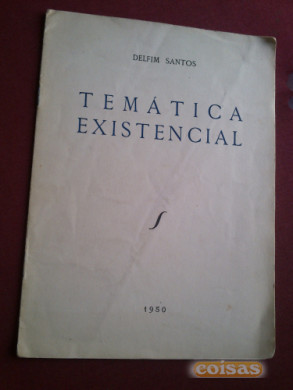 DELFIM SANTOS
TEMÁTICA
EXISTENCIAL
1950
coisas